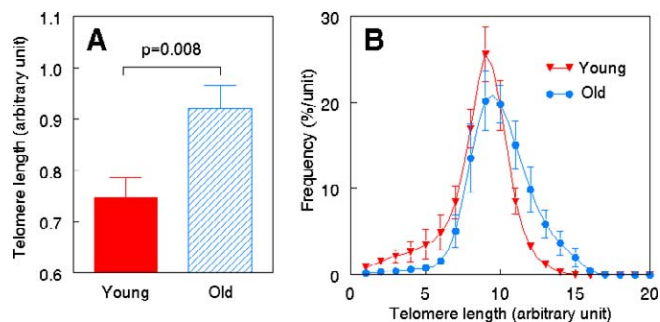 A
p=0.008
Telomere length (arbitrary unit)
1.1
1.0
0.9
0.8
0.7
0.6
Young
Old
B
Young
Old
Frequency (%/unit)
30
20
10
0
0
5
10
15
20
Telomere length (arbitrary unit)